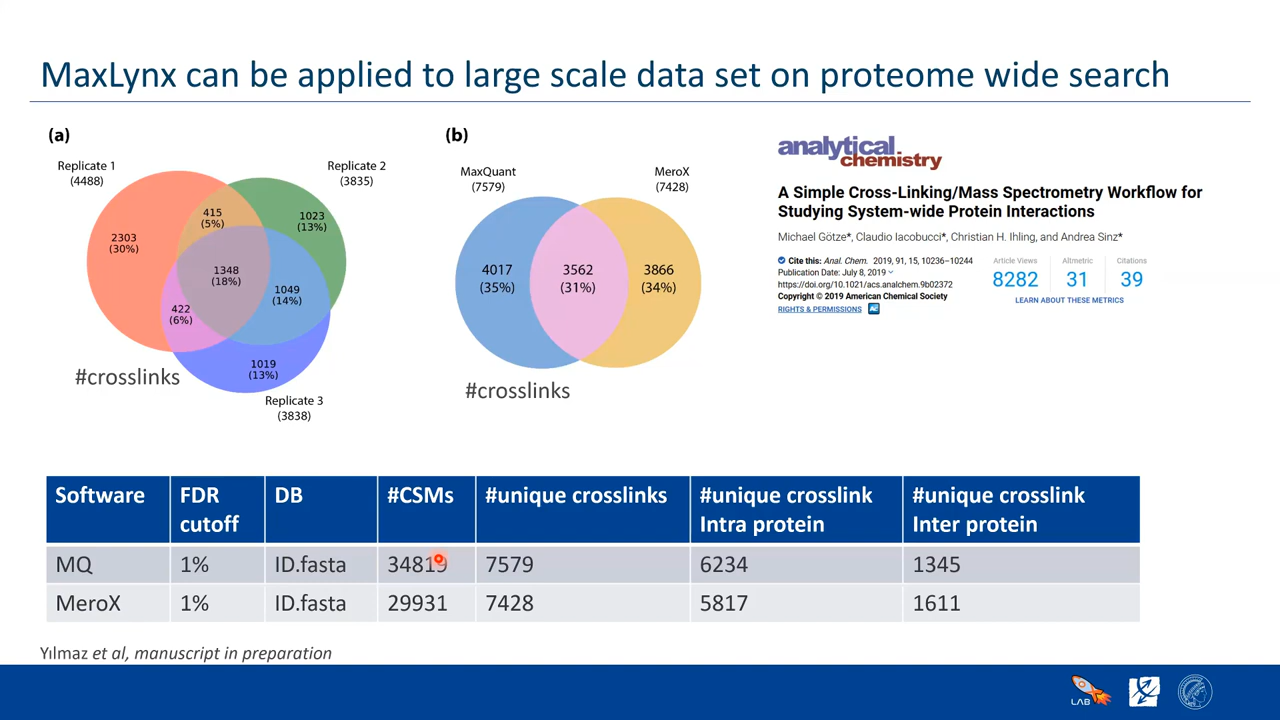 MaxLynx can be applied to large scale data set on proteome wide search
(a)
Replicate 1
(4488)
Replicate 2
(3835)
415
(5%)
1023
(13%)
2303
(30%)
1348
(18%)
1049
(14%)
422
(6%)
1019
(13%)
#crosslinks
Replicate 3
(3838)
(b)
MaxQuant
(7579)
MeroX
(7428)
4017
(35%)
3562
(31%)
3866
(34%)
#crosslinks
analytical
chemistry
A Simple Cross-Linking/Mass Spectrometry Workflow for
Studying System-wide Protein Interactions
Michael Götze*, Claudio Iacobucci*, Christian H. Ihling, and Andrea Sinz*
Cite this: Anal. Chem. 2019, 91, 15, 10236–10244
Publication Date: July 8, 2019
https://doi.org/10.1021/acs.analchem.9b02372
Copyright © 2019 American Chemical Society
RIGHTS & PERMISSIONS
Article Views Altmetric Citations
8282 31 39
LEARN ABOUT THESE METRICS
Software FDR cutoff DB #CSMs #unique crosslinks #unique crosslink Intra protein #unique crosslink Inter protein
MQ 1% ID.fasta 34819 7579 6234 1345
MeroX 1% ID.fasta 29931 7428 5817 1611
Yılmaz et al, manuscript in preparation
LAB